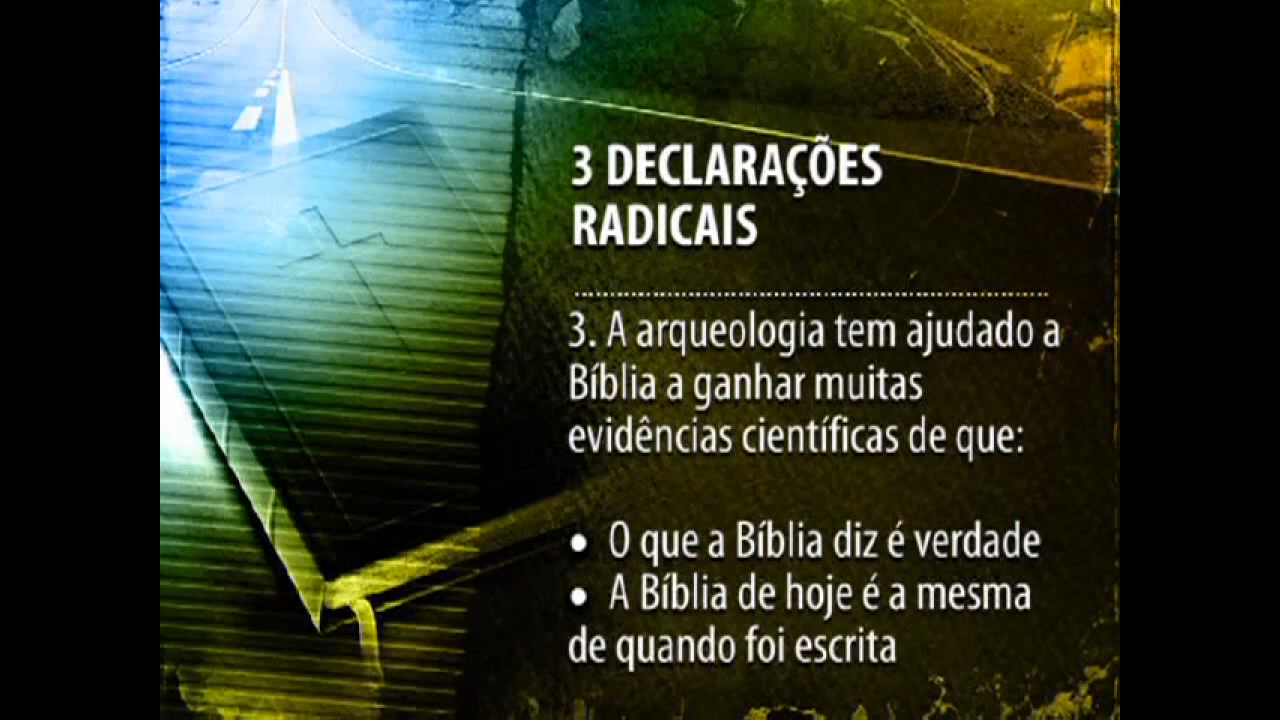 3 DECLARAÇÕES
RADICAIS
3. A arqueologia tem ajudado a
Bíblia a ganhar muitas
evidências científicas de que:
• O que a Bíblia diz é verdade
• A Bíblia de hoje é a mesma
de quando foi escrita